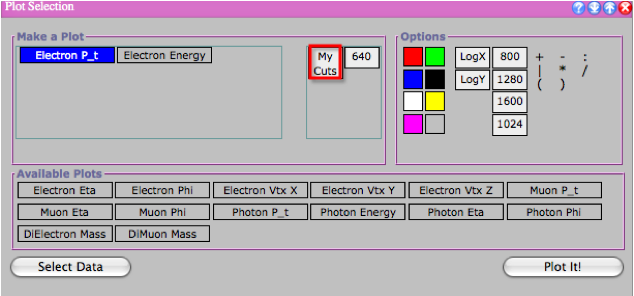 Plot Selection
Make a Plot
Electron P_t Electron Energy
My Cuts
640
Options
LogX 800 + - :
LogY 1280 | * /
1600 ( )
1024
Available Plots
Electron Eta Electron Phi Electron Vtx X Electron Vtx Y Electron Vtx Z Muon P_t
Muon Eta Muon Phi Photon P_t Photon Energy Photon Eta Photon Phi
DiElectron Mass DiMuon Mass
Select Data Plot It!